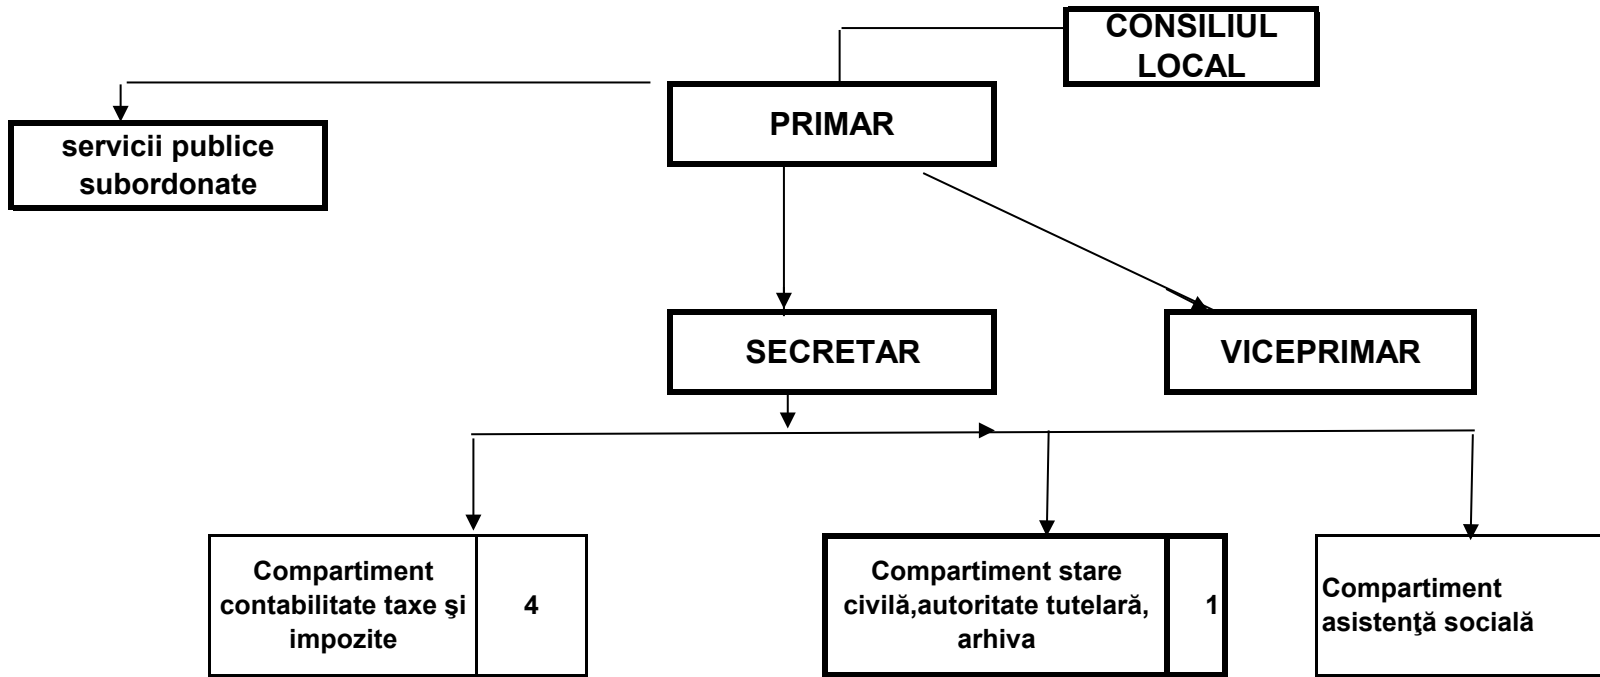 CONSILIUL
LOCAL
PRIMAR
servicii publice
subordonate
SECRETAR
VICEPRIMAR
Compartiment
contabilitate taxe şi
impozite
4
Compartiment stare
civilă,autoritate tutelară,
arhiva
1
Compartiment
asistenţă socială